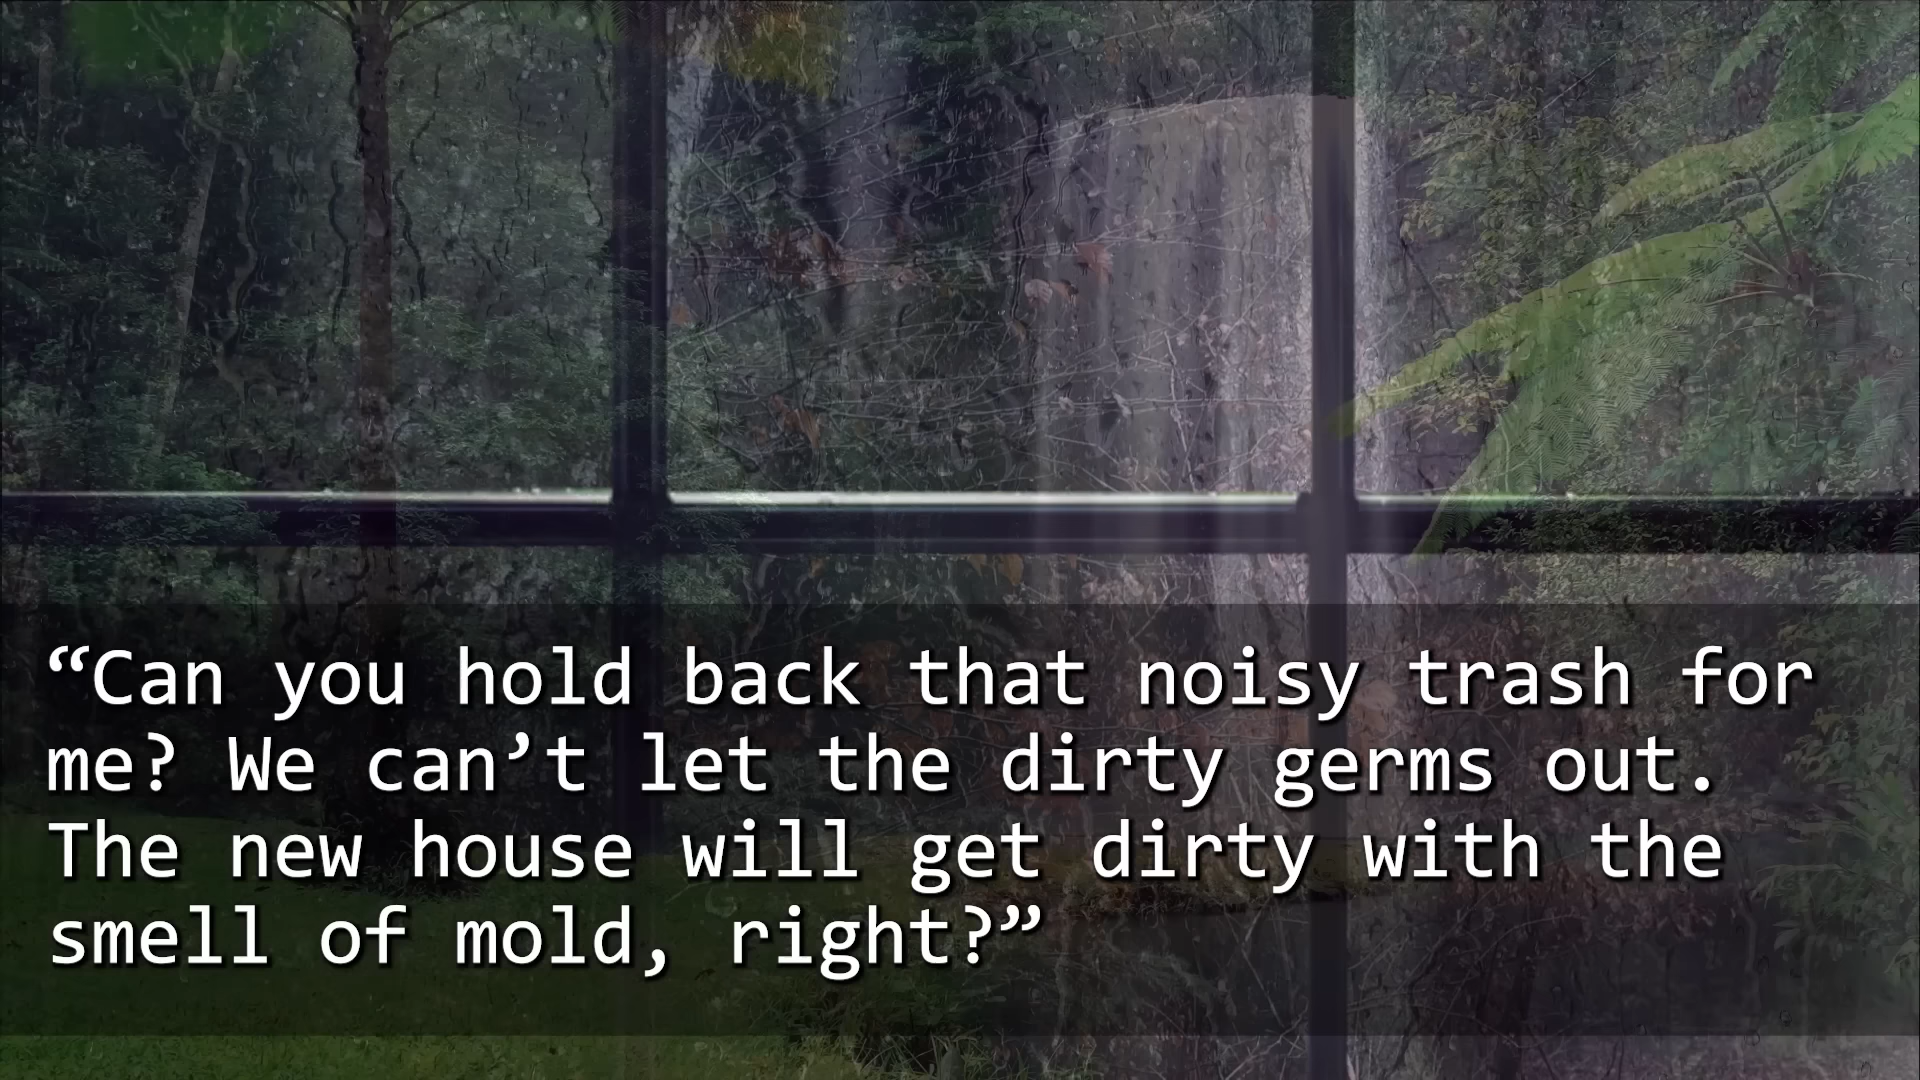 “Can you hold back that noisy trash for
me? We can’t let the dirty germs out.
The new house will get dirty with the
smell of mold, right?”